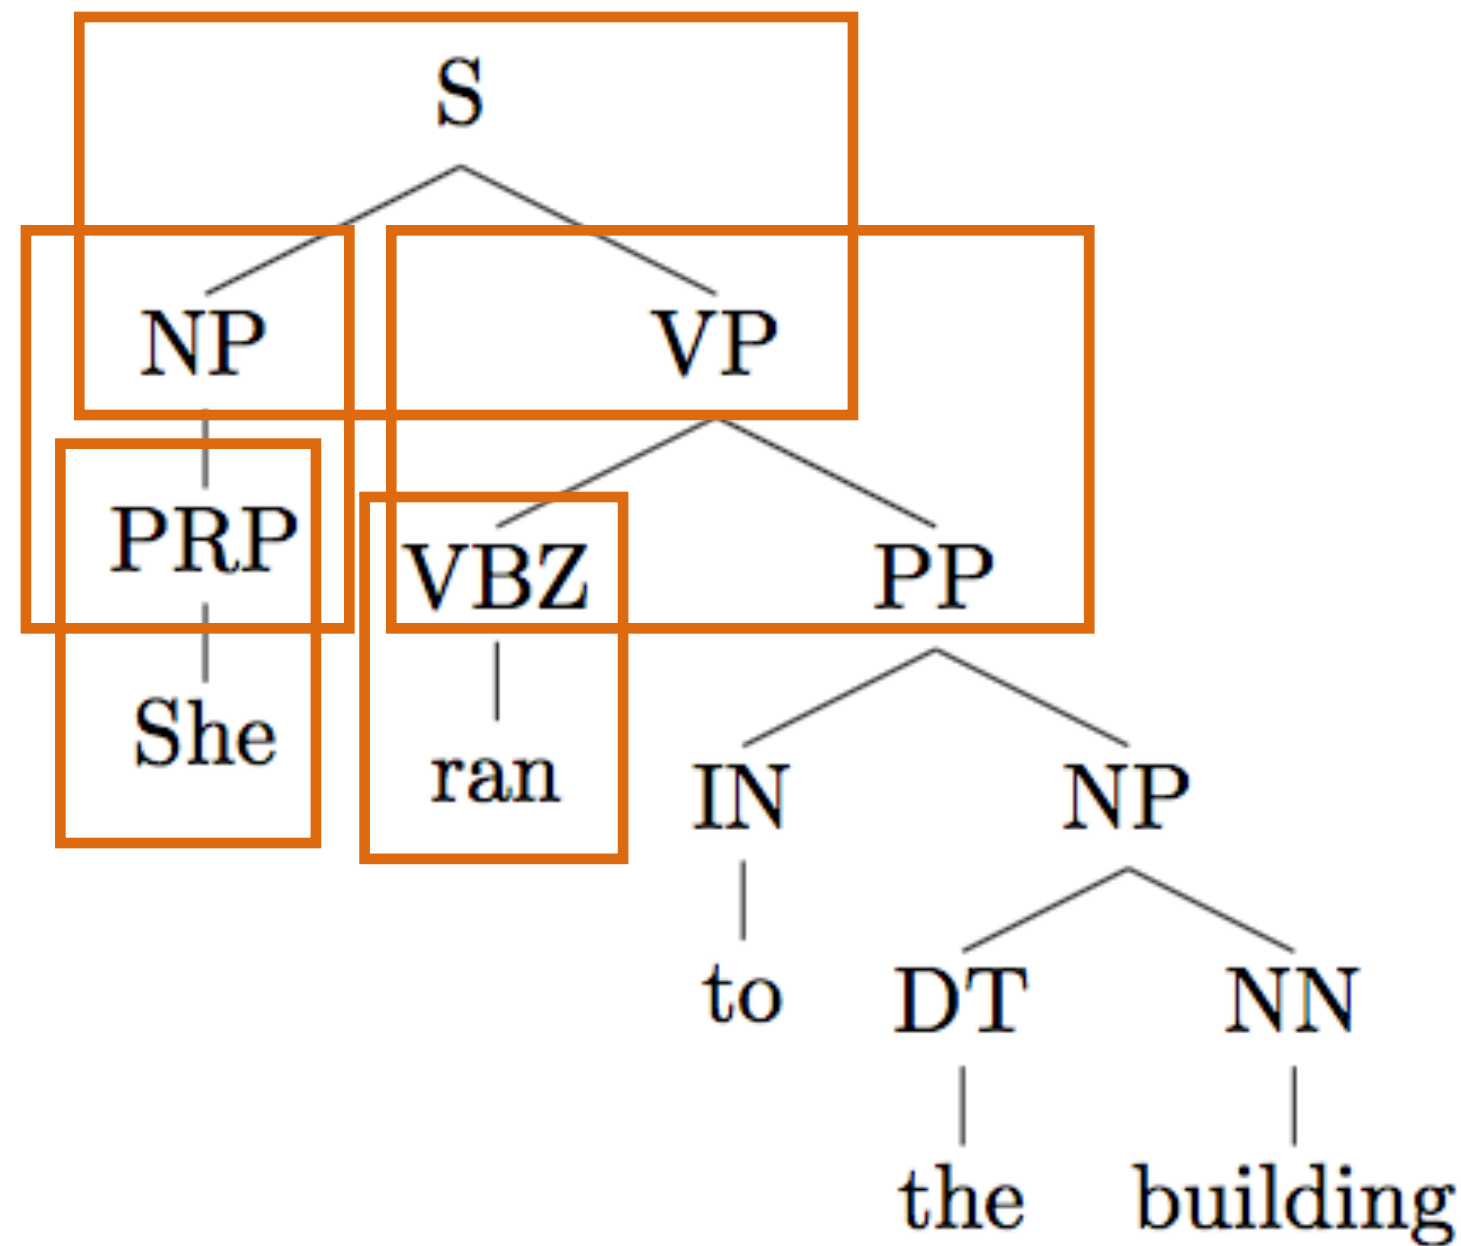 S
NP VP
PRP VBZ PP
She ran IN NP
to DT NN
the building